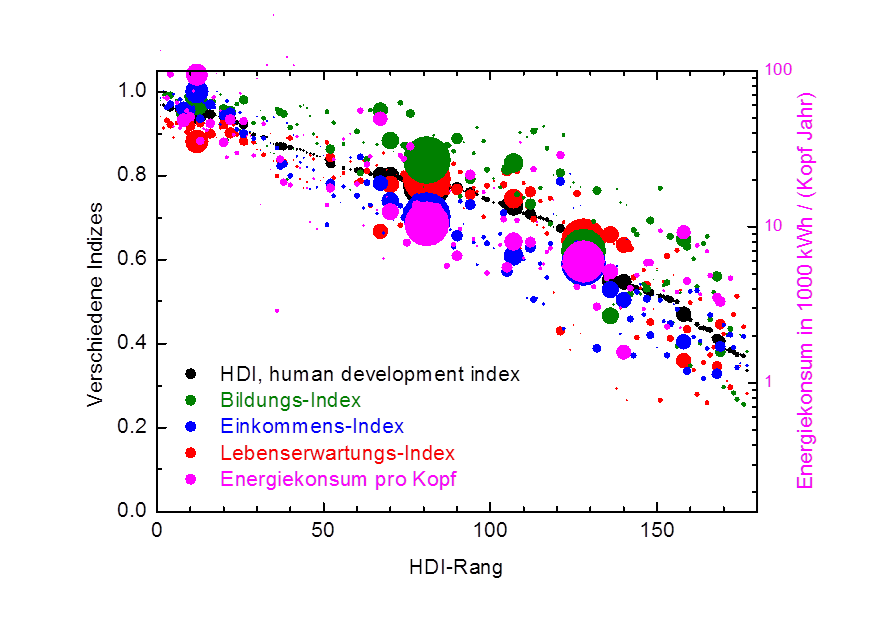 1.0
0.8
0.6
0.4
0.2
0.0
Verschiedene Indizes
HDI, human development index
Bildungs-Index
Einkommens-Index
Lebenserwartungs-Index
Energiekonsum pro Kopf
0 50 100 150
HDI-Rang
100
10
1
Energiekonsum in 1000 kWh / (Kopf Jahr)